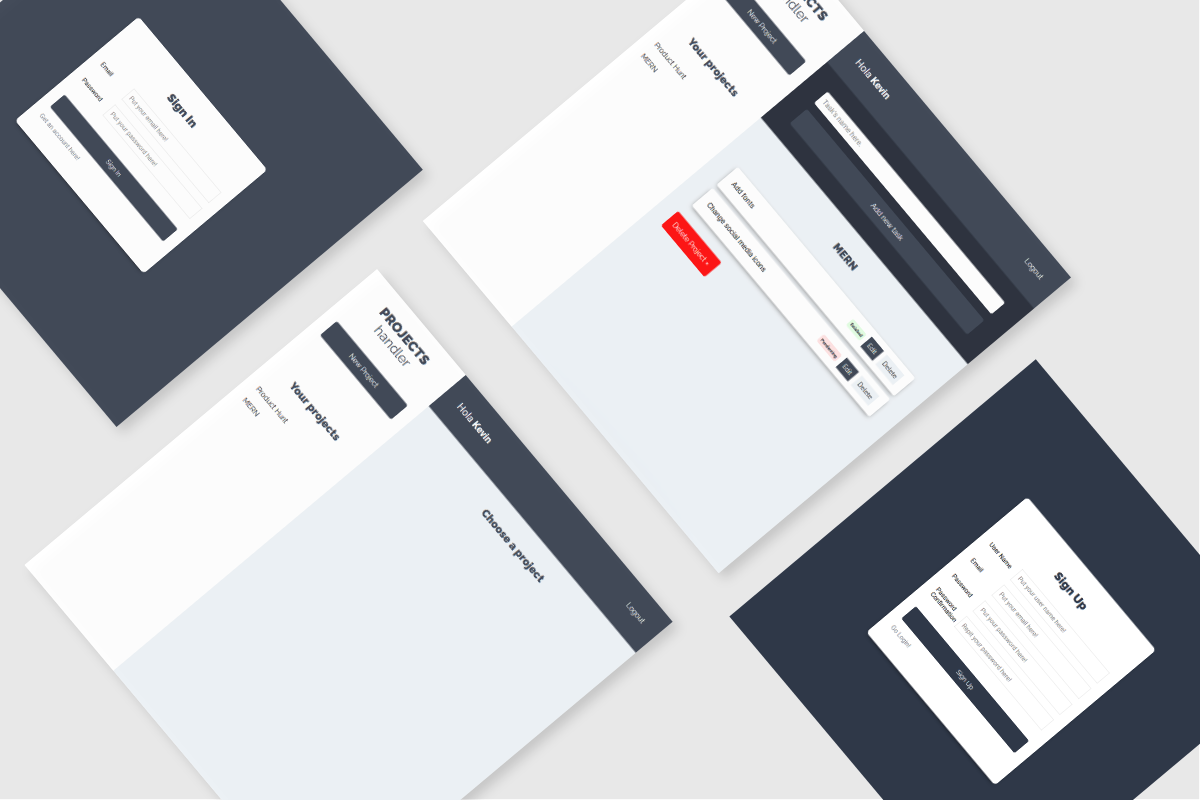 Sign In
Email
Put your email here!
Password
Put your password here!
Sign In
Get an account here!
CTS
handler
New Project
Your projects
Product Hunt
MERN
Hola Kevin
Logout
Task's name here.
Add new task
MERN
Add fonts
Finished
Edit
Delete
Change social media icons
Edit
Delete
Delete Project ×
PROJECTS
handler
New Project
Your projects
Product Hunt
MERN
Hola Kevin
Logout
Choose a project
Sign Up
User Name
Put your user name here!
Email
Put your email here!
Password
Put your password here!
Password
Confirmation
Repit your password here!
Sign Up
Go Login!